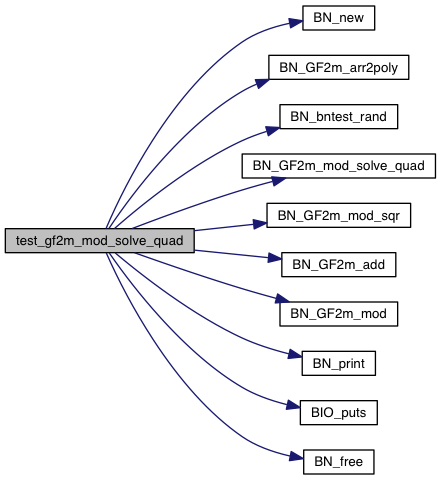 BN_new
BN_GF2m_arr2poly
BN_bntest_rand
BN_GF2m_mod_solve_quad
BN_GF2m_mod_sqr
test_gf2m_mod_solve_quad
BN_GF2m_add
BN_GF2m_mod
BN_print
BIO_puts
BN_free